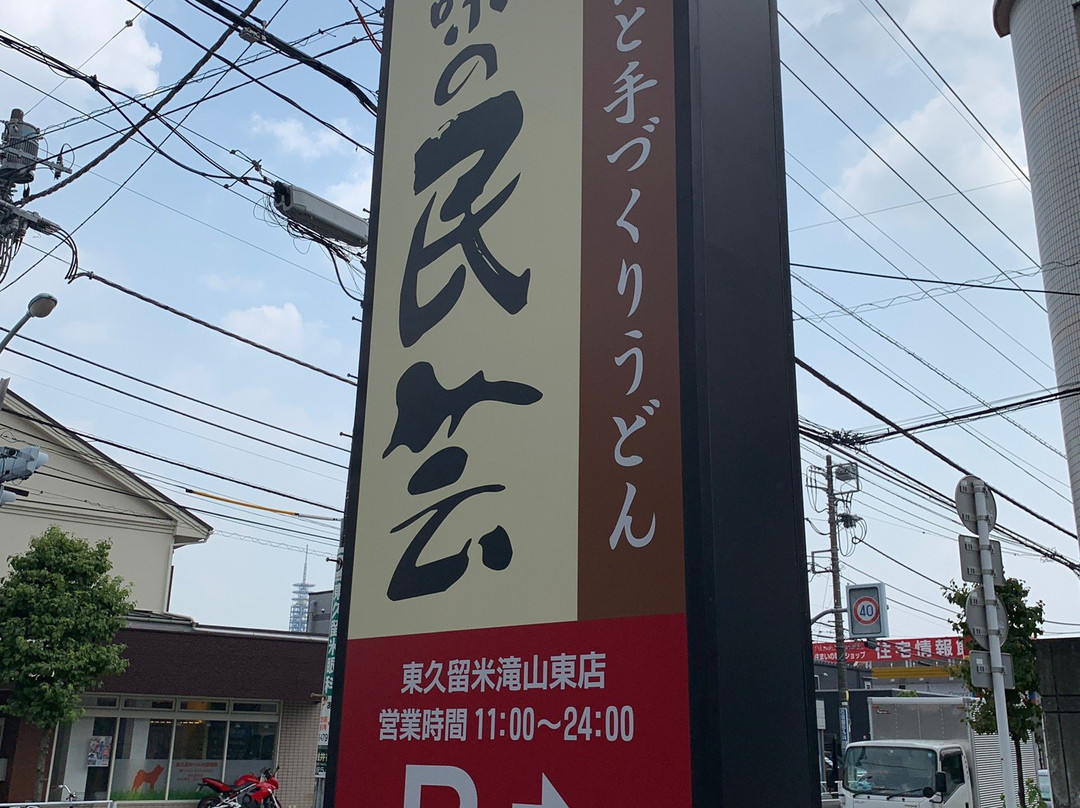 と手づくりうどん
味の民芸
東久留米滝山東店
営業時間 11:00〜24:00
P
40
住宅情報館